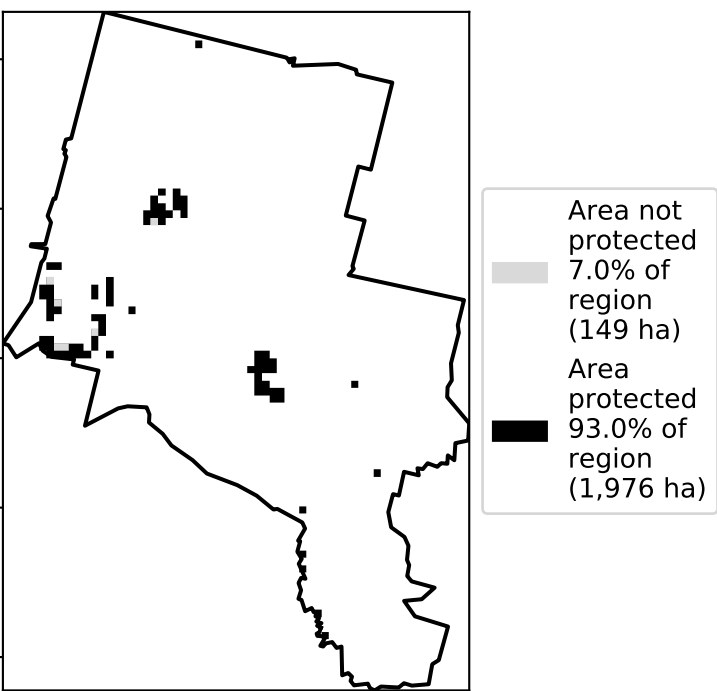 Area not
protected
7.0% of
region
(149 ha)
Area
protected
93.0% of
region
(1,976 ha)